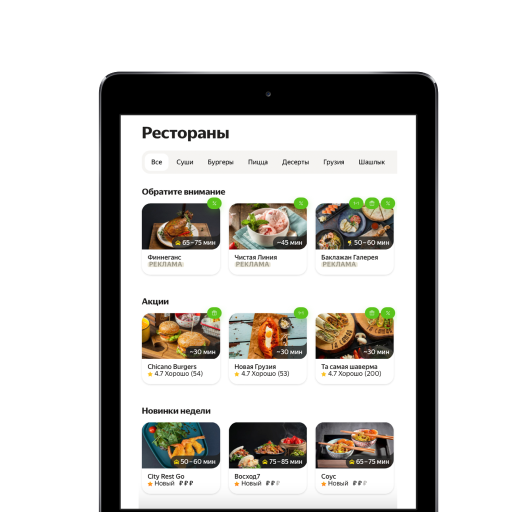 Рестораны
Все Суши Бургеры Пицца Десерты Грузия Шашлык
Обратите внимание
65–75 мин ~45 мин 50–60 мин
Финнеганс Чистая Линия Баклажан Галерея
РЕКЛАМА РЕКЛАМА РЕКЛАМА
Акции
~30 мин ~30 мин ~30 мин
Chicano Burgers Новая Грузия Та самая шаверма
4.7 Хорошо (54) 4.7 Хорошо (53) 4.7 Хорошо (200)
Новинки недели
50–60 мин 75–85 мин 65–75 мин
City Rest Go Восход7 Соус
Новый ₽₽₽ Новый ₽₽₽ Новый ₽₽₽